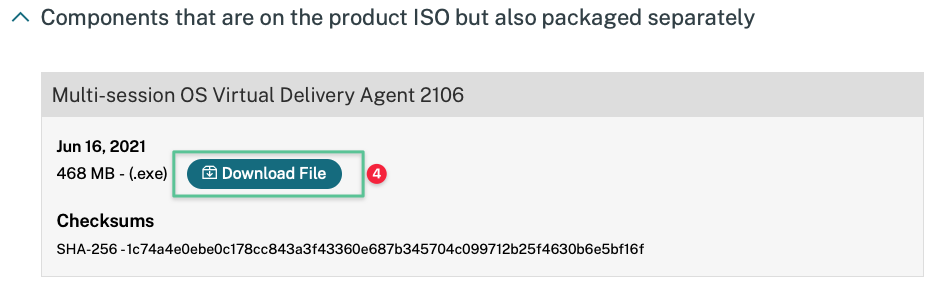 Components that are on the product ISO but also packaged separately
Multi-session OS Virtual Delivery Agent 2106
Jun 16, 2021
468 MB - (.exe) Download File 4
Checksums
SHA-256 - 1c74a4e0ebe0c178cc843a3f43360e687b345704c099712b25f4630b6e5bf16f